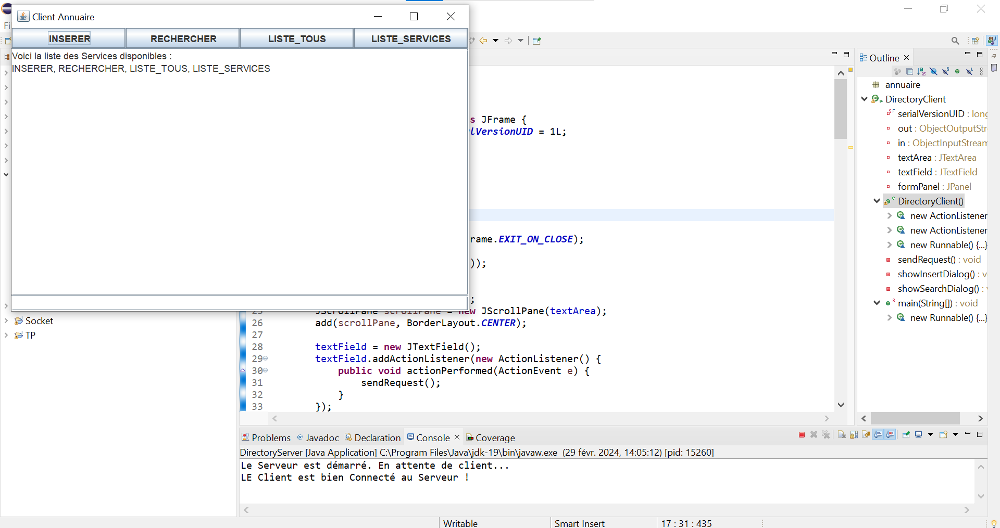 Client Annuaire
Fi
INSERER RECHERCHER LISTE_TOUS LISTE_SERVICES
Voici la liste des Services disponibles :
INSERER, RECHERCHER, LISTE_TOUS, LISTE_SERVICES
Socket
TP
s JFrame {
lVersionUID = 1L;
rame.EXIT_ON_CLOSE);
));
;
25 JScrollPane scrollPane = new JScrollPane(textArea);
26 add(scrollPane, BorderLayout.CENTER);
27
28 textField = new JTextField();
29 textField.addActionListener(new ActionListener() {
30 public void actionPerformed(ActionEvent e) {
31 sendRequest();
32 }
33 });
Outline
annuaire
DirectoryClient
serialVersionUID : long
out : ObjectOutputStr
in : ObjectInputStream
textArea : JTextArea
textField : JTextField
formPanel : JPanel
DirectoryClient()
new ActionListener
new ActionListener
new Runnable() {...}
sendRequest() : void
showInsertDialog() : v
showSearchDialog() : v
main(String[]) : void
new Runnable() {...}
Problems @ Javadoc Declaration Console Coverage
DirectoryServer [Java Application] C:\Program Files\Java\jdk-19\bin\javaw.exe (29 févr. 2024, 14:05:12) [pid: 15260]
Le Serveur est démarré. En attente de client...
LE Client est bien Connecté au Serveur !
Writable Smart Insert 17 : 31 : 435